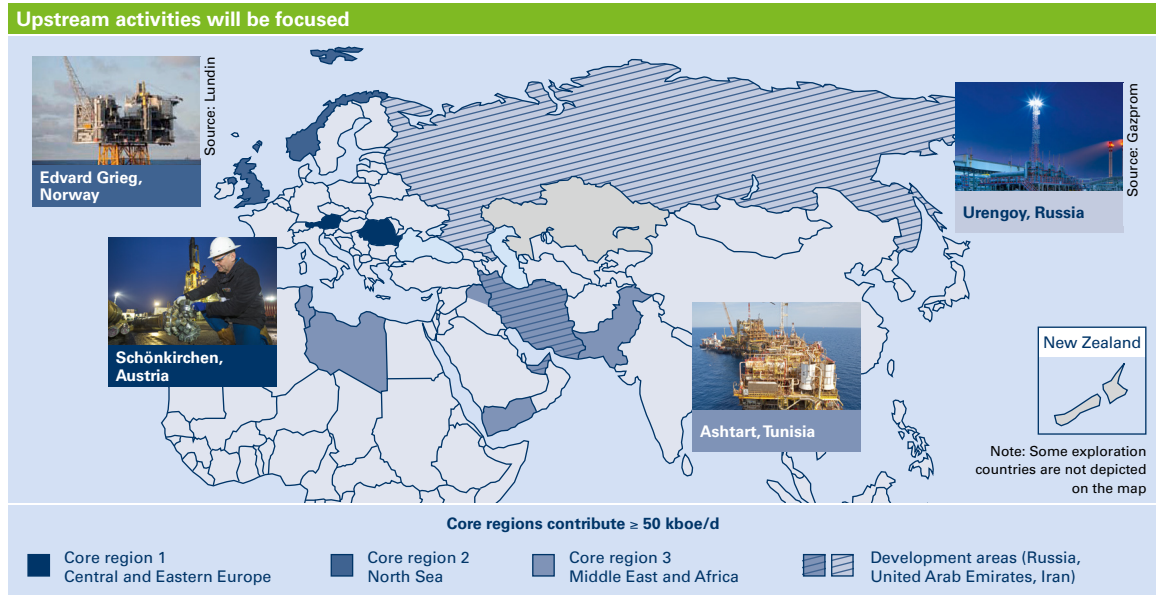 Upstream activities will be focused
Source: Lundin
Edvard Grieg,
Norway
Source: Gazprom
Urengoy, Russia
Schönkirchen,
Austria
Ashtart, Tunisia
New Zealand
Note: Some exploration
countries are not depicted
on the map
Core regions contribute ≥ 50 kboe/d
Core region 1
Central and Eastern Europe
Core region 2
North Sea
Core region 3
Middle East and Africa
Development areas (Russia,
United Arab Emirates, Iran)